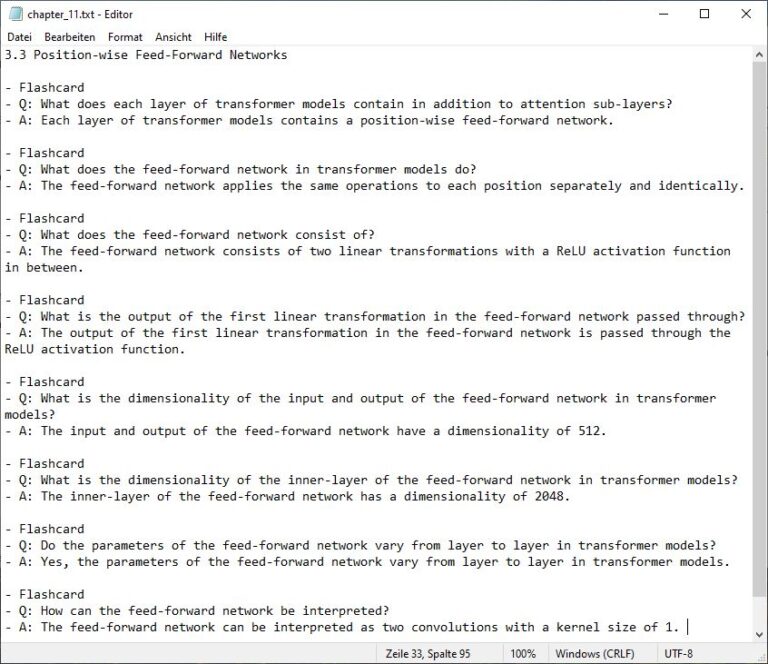 chapter_11.txt - Editor
Datei Bearbeiten Format Ansicht Hilfe
3.3 Position-wise Feed-Forward Networks
- Flashcard
- Q: What does each layer of transformer models contain in addition to attention sub-layers?
- A: Each layer of transformer models contains a position-wise feed-forward network.
- Flashcard
- Q: What does the feed-forward network in transformer models do?
- A: The feed-forward network applies the same operations to each position separately and identically.
- Flashcard
- Q: What does the feed-forward network consist of?
- A: The feed-forward network consists of two linear transformations with a ReLU activation function
in between.
- Flashcard
- Q: What is the output of the first linear transformation in the feed-forward network passed through?
- A: The output of the first linear transformation in the feed-forward network is passed through the
ReLU activation function.
- Flashcard
- Q: What is the dimensionality of the input and output of the feed-forward network in transformer
models?
- A: The input and output of the feed-forward network have a dimensionality of 512.
- Flashcard
- Q: What is the dimensionality of the inner-layer of the feed-forward network in transformer models?
- A: The inner-layer of the feed-forward network has a dimensionality of 2048.
- Flashcard
- Q: Do the parameters of the feed-forward network vary from layer to layer in transformer models?
- A: Yes, the parameters of the feed-forward network vary from layer to layer in transformer models.
- Flashcard
- Q: How can the feed-forward network be interpreted?
- A: The feed-forward network can be interpreted as two convolutions with a kernel size of 1.
Zeile 33, Spalte 95 100% Windows (CRLF) UTF-8